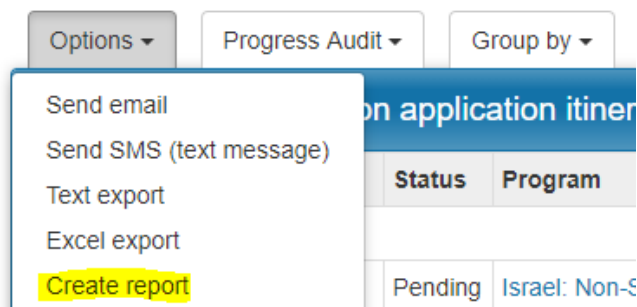 Options Progress Audit Group by
Send email
on application itiner
Send SMS (text message)
Status Program
Text export
Excel export
Create report
Pending Israel: Non-S